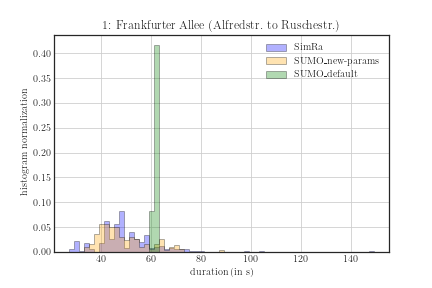 1: Frankfurter Allee (Alfredstr. to Ruschestr.)
SimRa
SUMO_new-params
SUMO_default
histogram normalization
0.40
0.35
0.30
0.25
0.20
0.15
0.10
0.05
0.00
40 60 80 100 120 140
duration (in s)